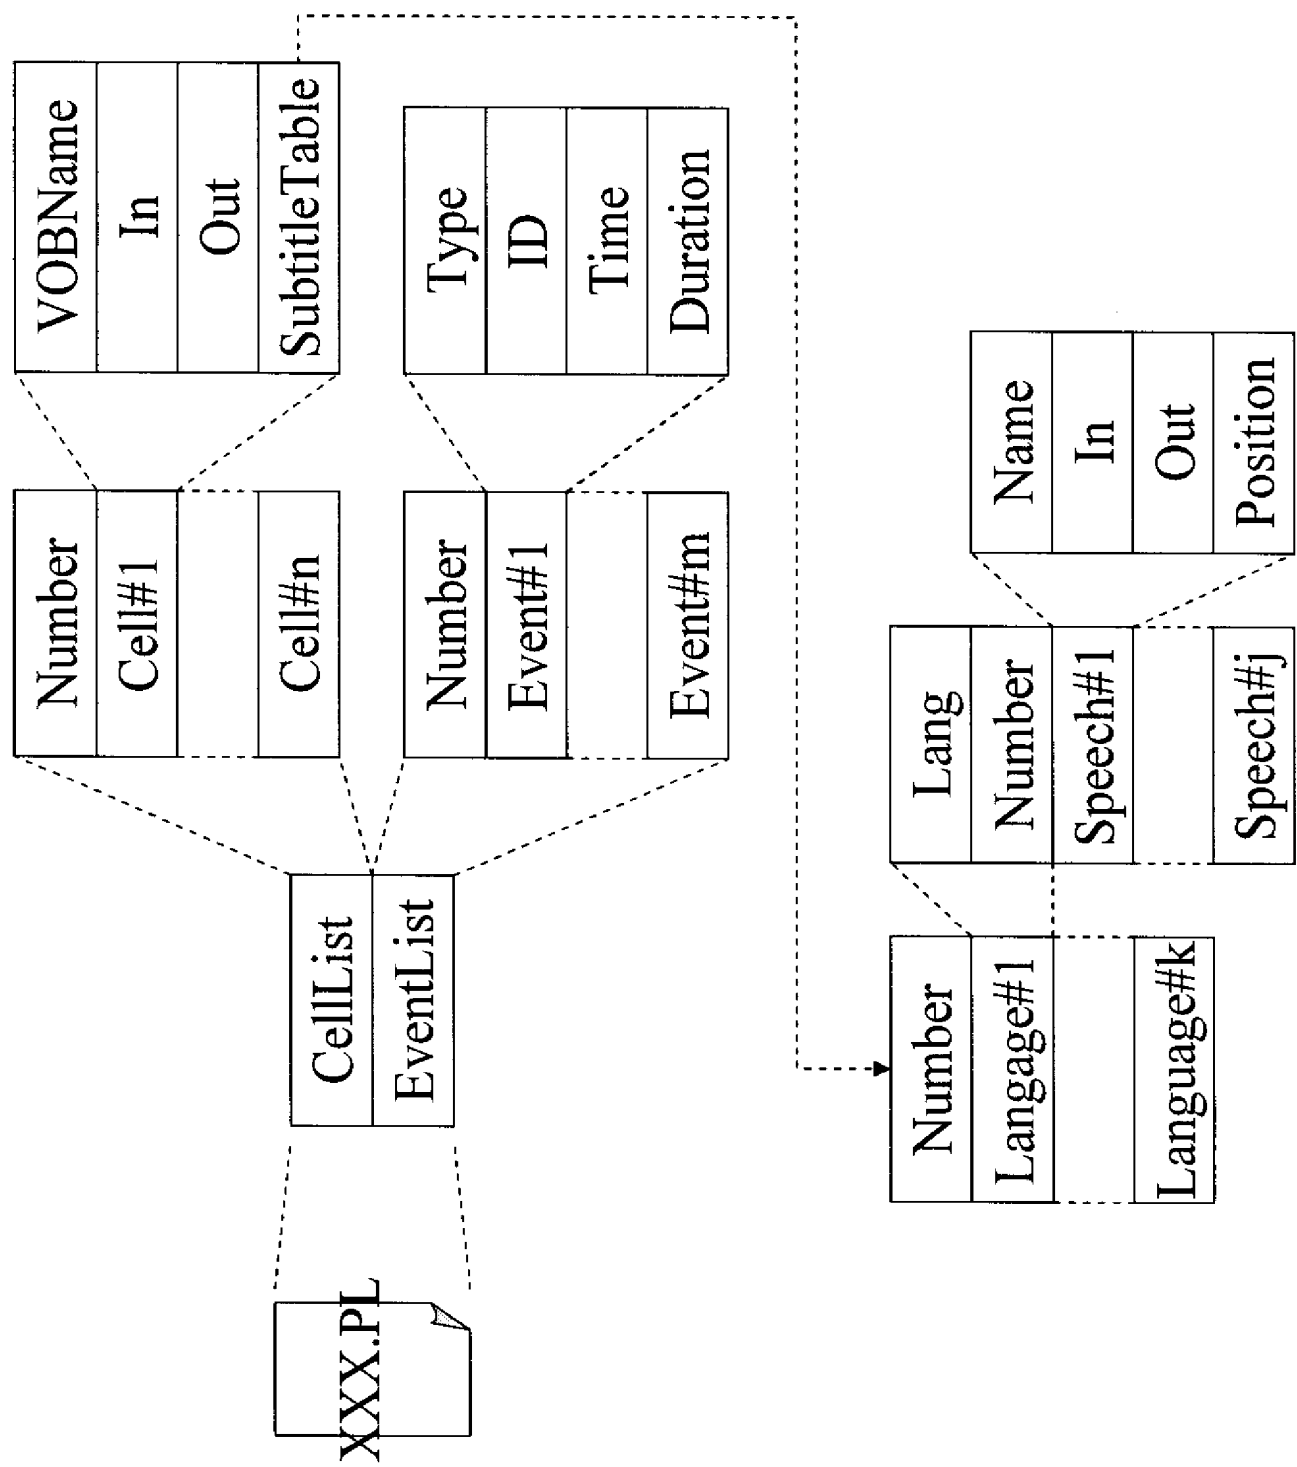 XXX.PL
CellList
EventList
Number
Cell#1
Cell#n
VOBName
In
Out
SubtitleTable
Number
Event#1
Event#m
Type
ID
Time
Duration
Number
Langage#1
Language#k
Lang
Number
Speech#1
Speech#j
Name
In
Out
Position